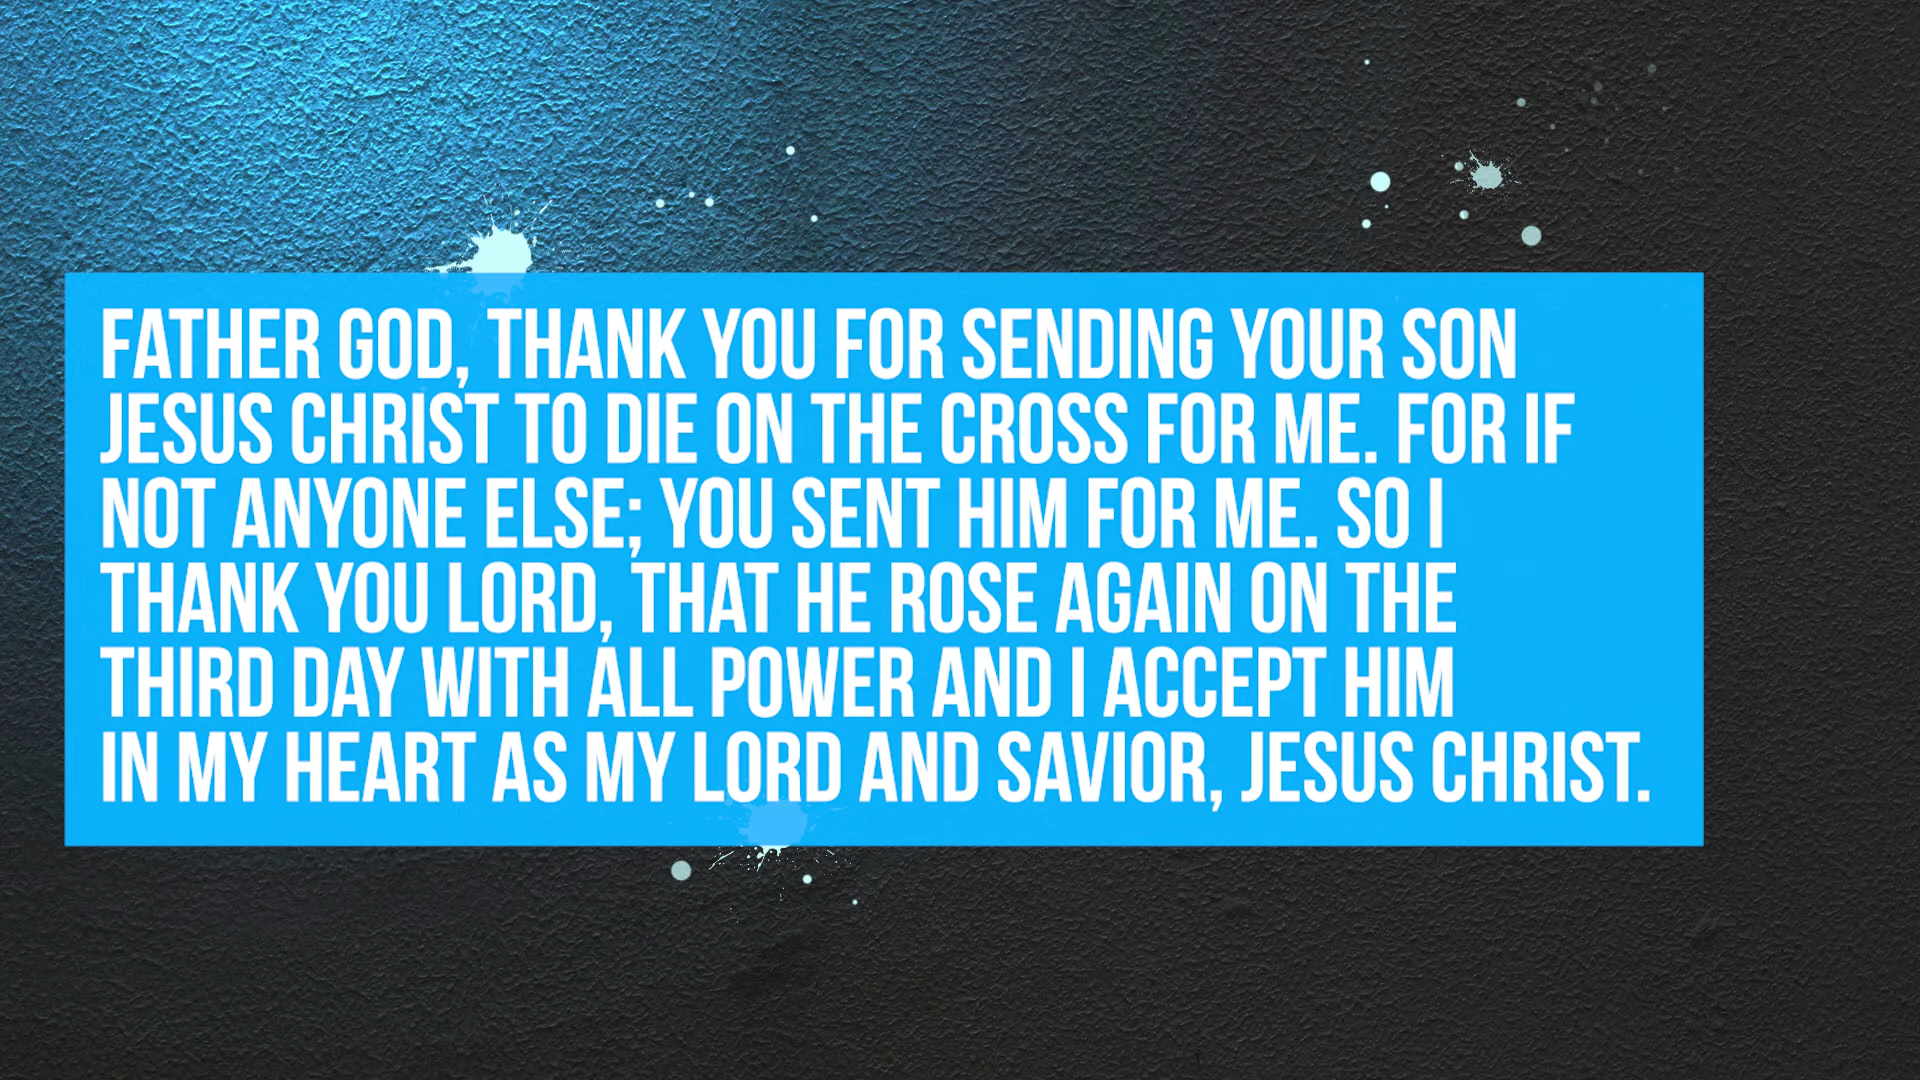 FATHER GOD, THANK YOU FOR SENDING YOUR SON
JESUS CHRIST TO DIE ON THE CROSS FOR ME. FOR IF
NOT ANYONE ELSE; YOU SENT HIM FOR ME. SO I
THANK YOU LORD, THAT HE ROSE AGAIN ON THE
THIRD DAY WITH ALL POWER AND I ACCEPT HIM
IN MY HEART AS MY LORD AND SAVIOR, JESUS CHRIST.